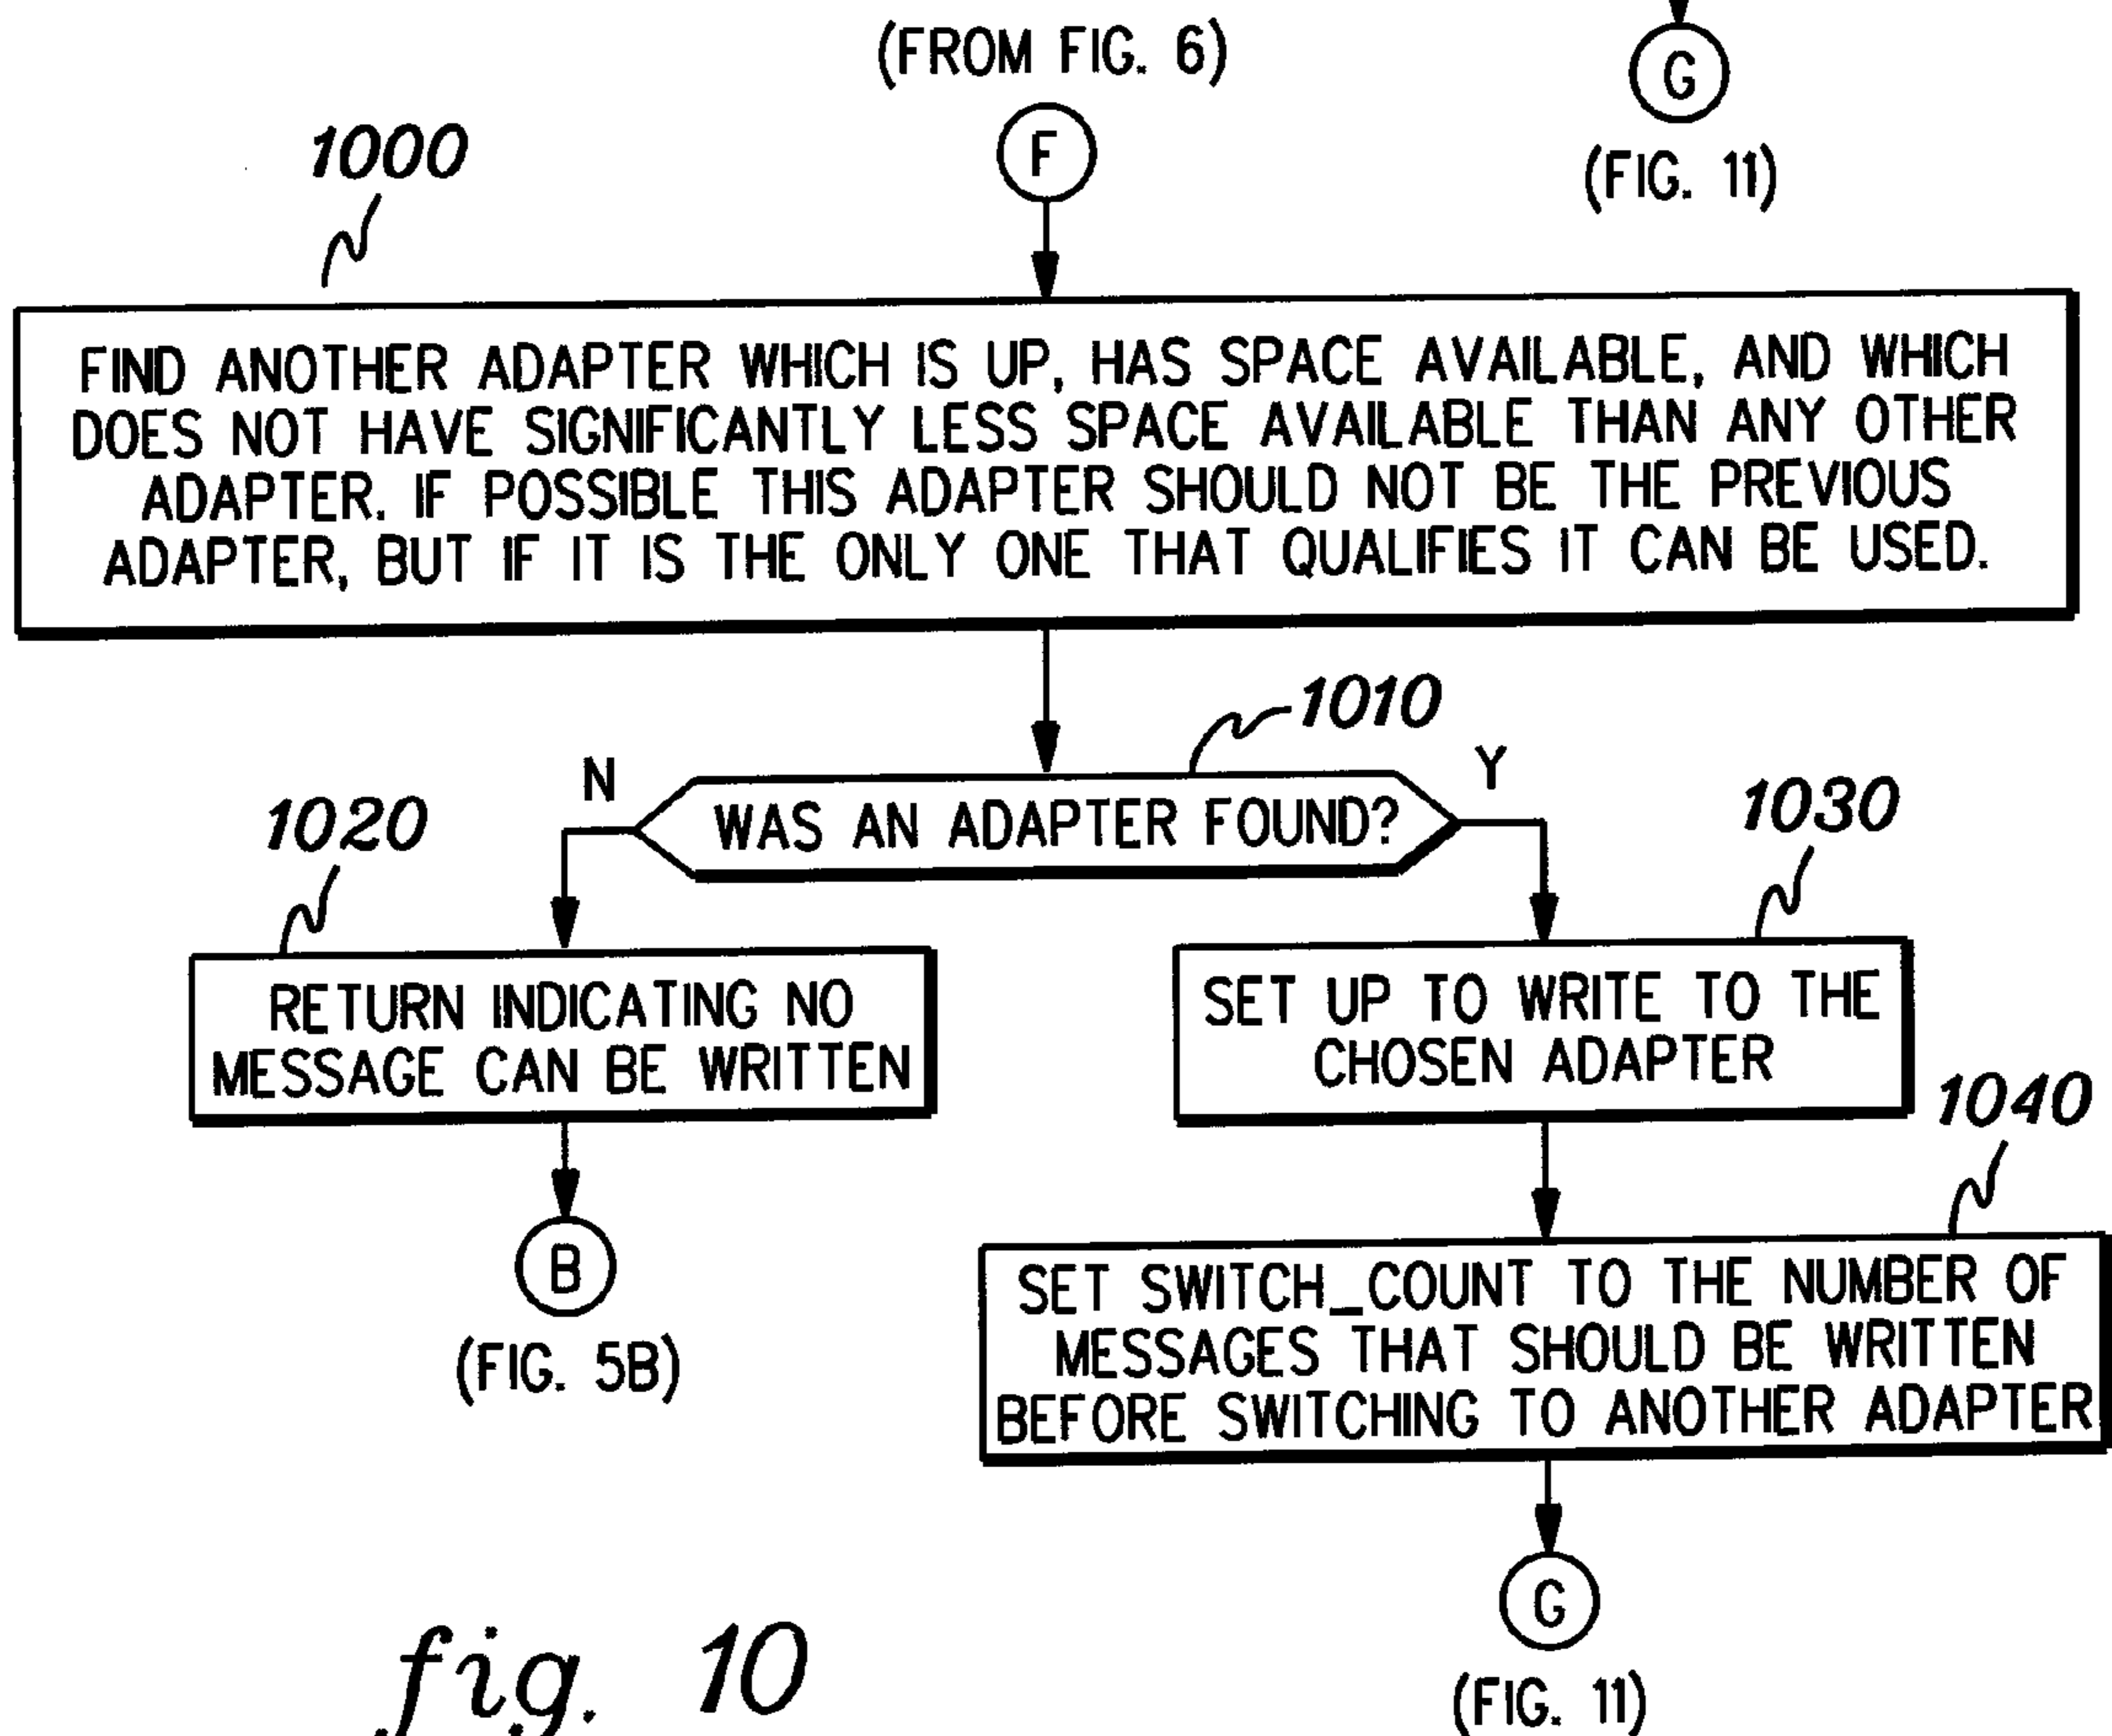 (FROM FIG. 6)
G
F
(FIG. 11)
1000
FIND ANOTHER ADAPTER WHICH IS UP, HAS SPACE AVAILABLE, AND WHICH
DOES NOT HAVE SIGNIFICANTLY LESS SPACE AVAILABLE THAN ANY OTHER
ADAPTER. IF POSSIBLE THIS ADAPTER SHOULD NOT BE THE PREVIOUS
ADAPTER, BUT IF IT IS THE ONLY ONE THAT QUALIFIES IT CAN BE USED.
1010
N
Y
WAS AN ADAPTER FOUND?
1020
1030
RETURN INDICATING NO
MESSAGE CAN BE WRITTEN
SET UP TO WRITE TO THE
CHOSEN ADAPTER
1040
B
(FIG. 5B)
SET SWITCH_COUNT TO THE NUMBER OF
MESSAGES THAT SHOULD BE WRITTEN
BEFORE SWITCHING TO ANOTHER ADAPTER
G
(FIG. 11)
fig. 10